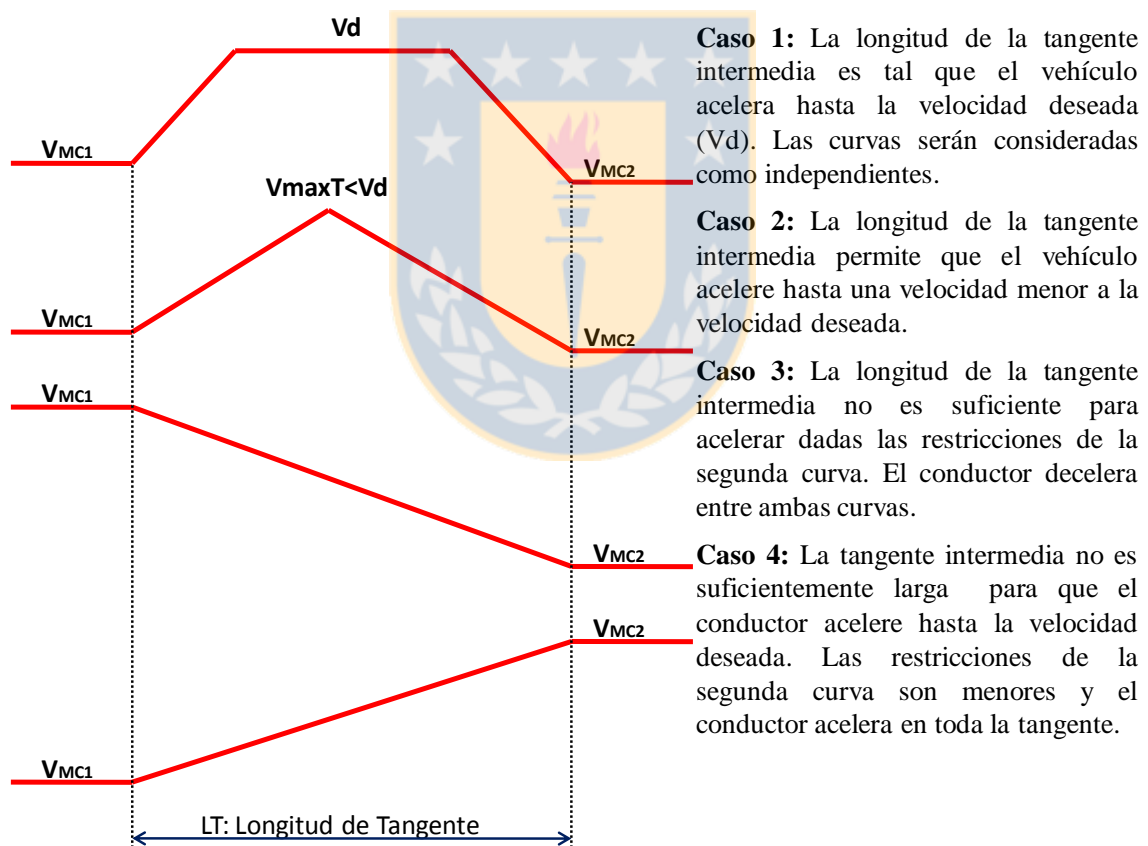 Vd
VMC1
VMC2
VmaxT<Vd
VMC1
VMC2
VMC1
VMC2
VMC2
VMC1
LT: Longitud de Tangente
Caso 1: La longitud de la tangente
intermedia es tal que el vehículo
acelera hasta la velocidad deseada
(Vd). Las curvas serán consideradas
como independientes.
Caso 2: La longitud de la tangente
intermedia permite que el vehículo
acelere hasta una velocidad menor a la
velocidad deseada.
Caso 3: La longitud de la tangente
intermedia no es suficiente para
acelerar dadas las restricciones de la
segunda curva. El conductor decelera
entre ambas curvas.
Caso 4: La tangente intermedia no es
suficientemente larga para que el
conductor acelere hasta la velocidad
deseada. Las restricciones de la
segunda curva son menores y el
conductor acelera en toda la tangente.